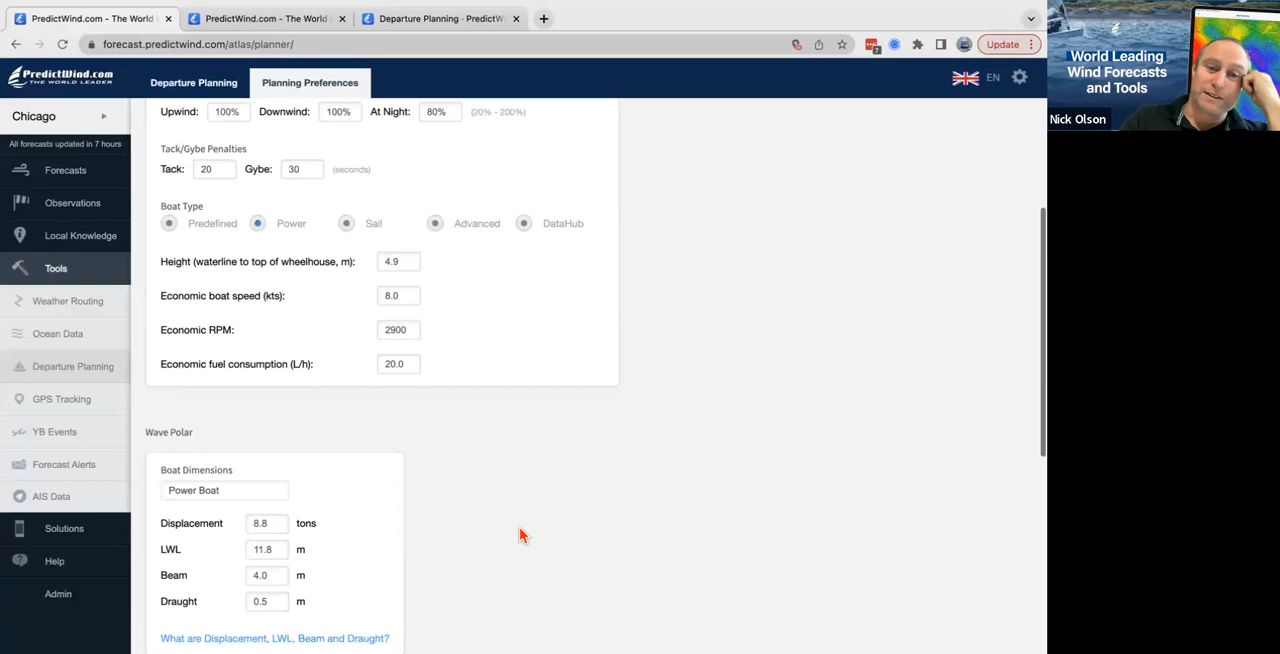 PredictWind.com - The World
PredictWind.com - The World
Departure Planning · PredictW
forecast.predictwind.com/atlas/planner/
7
Update
PredictWind.com
THE WORLD LEADER
Departure Planning
Planning Preferences
EN
Chicago
All forecasts updated in 7 hours
Forecasts
Observations
Local Knowledge
Tools
Weather Routing
Ocean Data
Departure Planning
GPS Tracking
YB Events
Forecast Alerts
AIS Data
Solutions
Help
Admin
Upwind: 100% Downwind: 100% At Night: 80% (20% - 200%)
Tack/Gybe Penalties
Tack: 20 Gybe: 30 (seconds)
Boat Type
Predefined Power Sail Advanced DataHub
Height (waterline to top of wheelhouse, m): 4.9
Economic boat speed (kts): 8.0
Economic RPM: 2900
Economic fuel consumption (L/h): 20.0
Wave Polar
Boat Dimensions
Power Boat
Displacement 8.8 tons
LWL 11.8 m
Beam 4.0 m
Draught 0.5 m
What are Displacement, LWL, Beam and Draught?
World Leading
Wind Forecasts
and Tools
Nick Olson